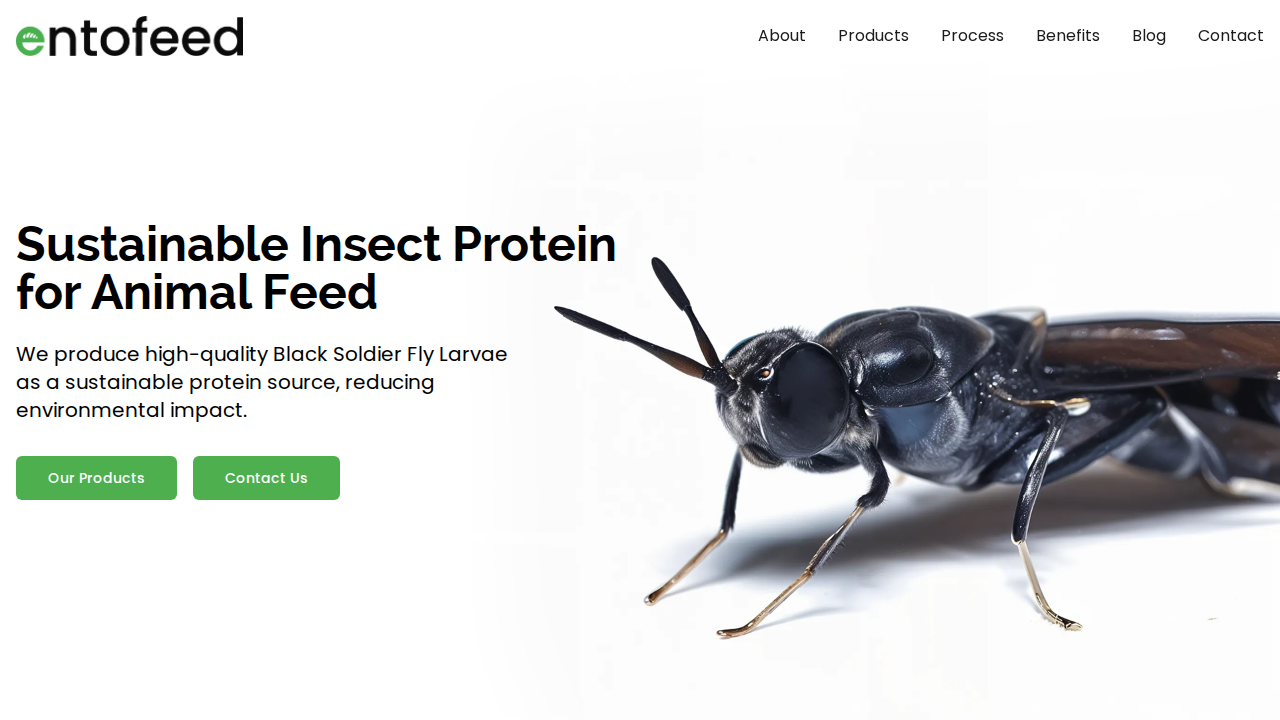 entofeed
About
Products
Process
Benefits
Blog
Contact
Sustainable Insect Protein
for Animal Feed
We produce high-quality Black Soldier Fly Larvae
as a sustainable protein source, reducing
environmental impact.
Our Products
Contact Us